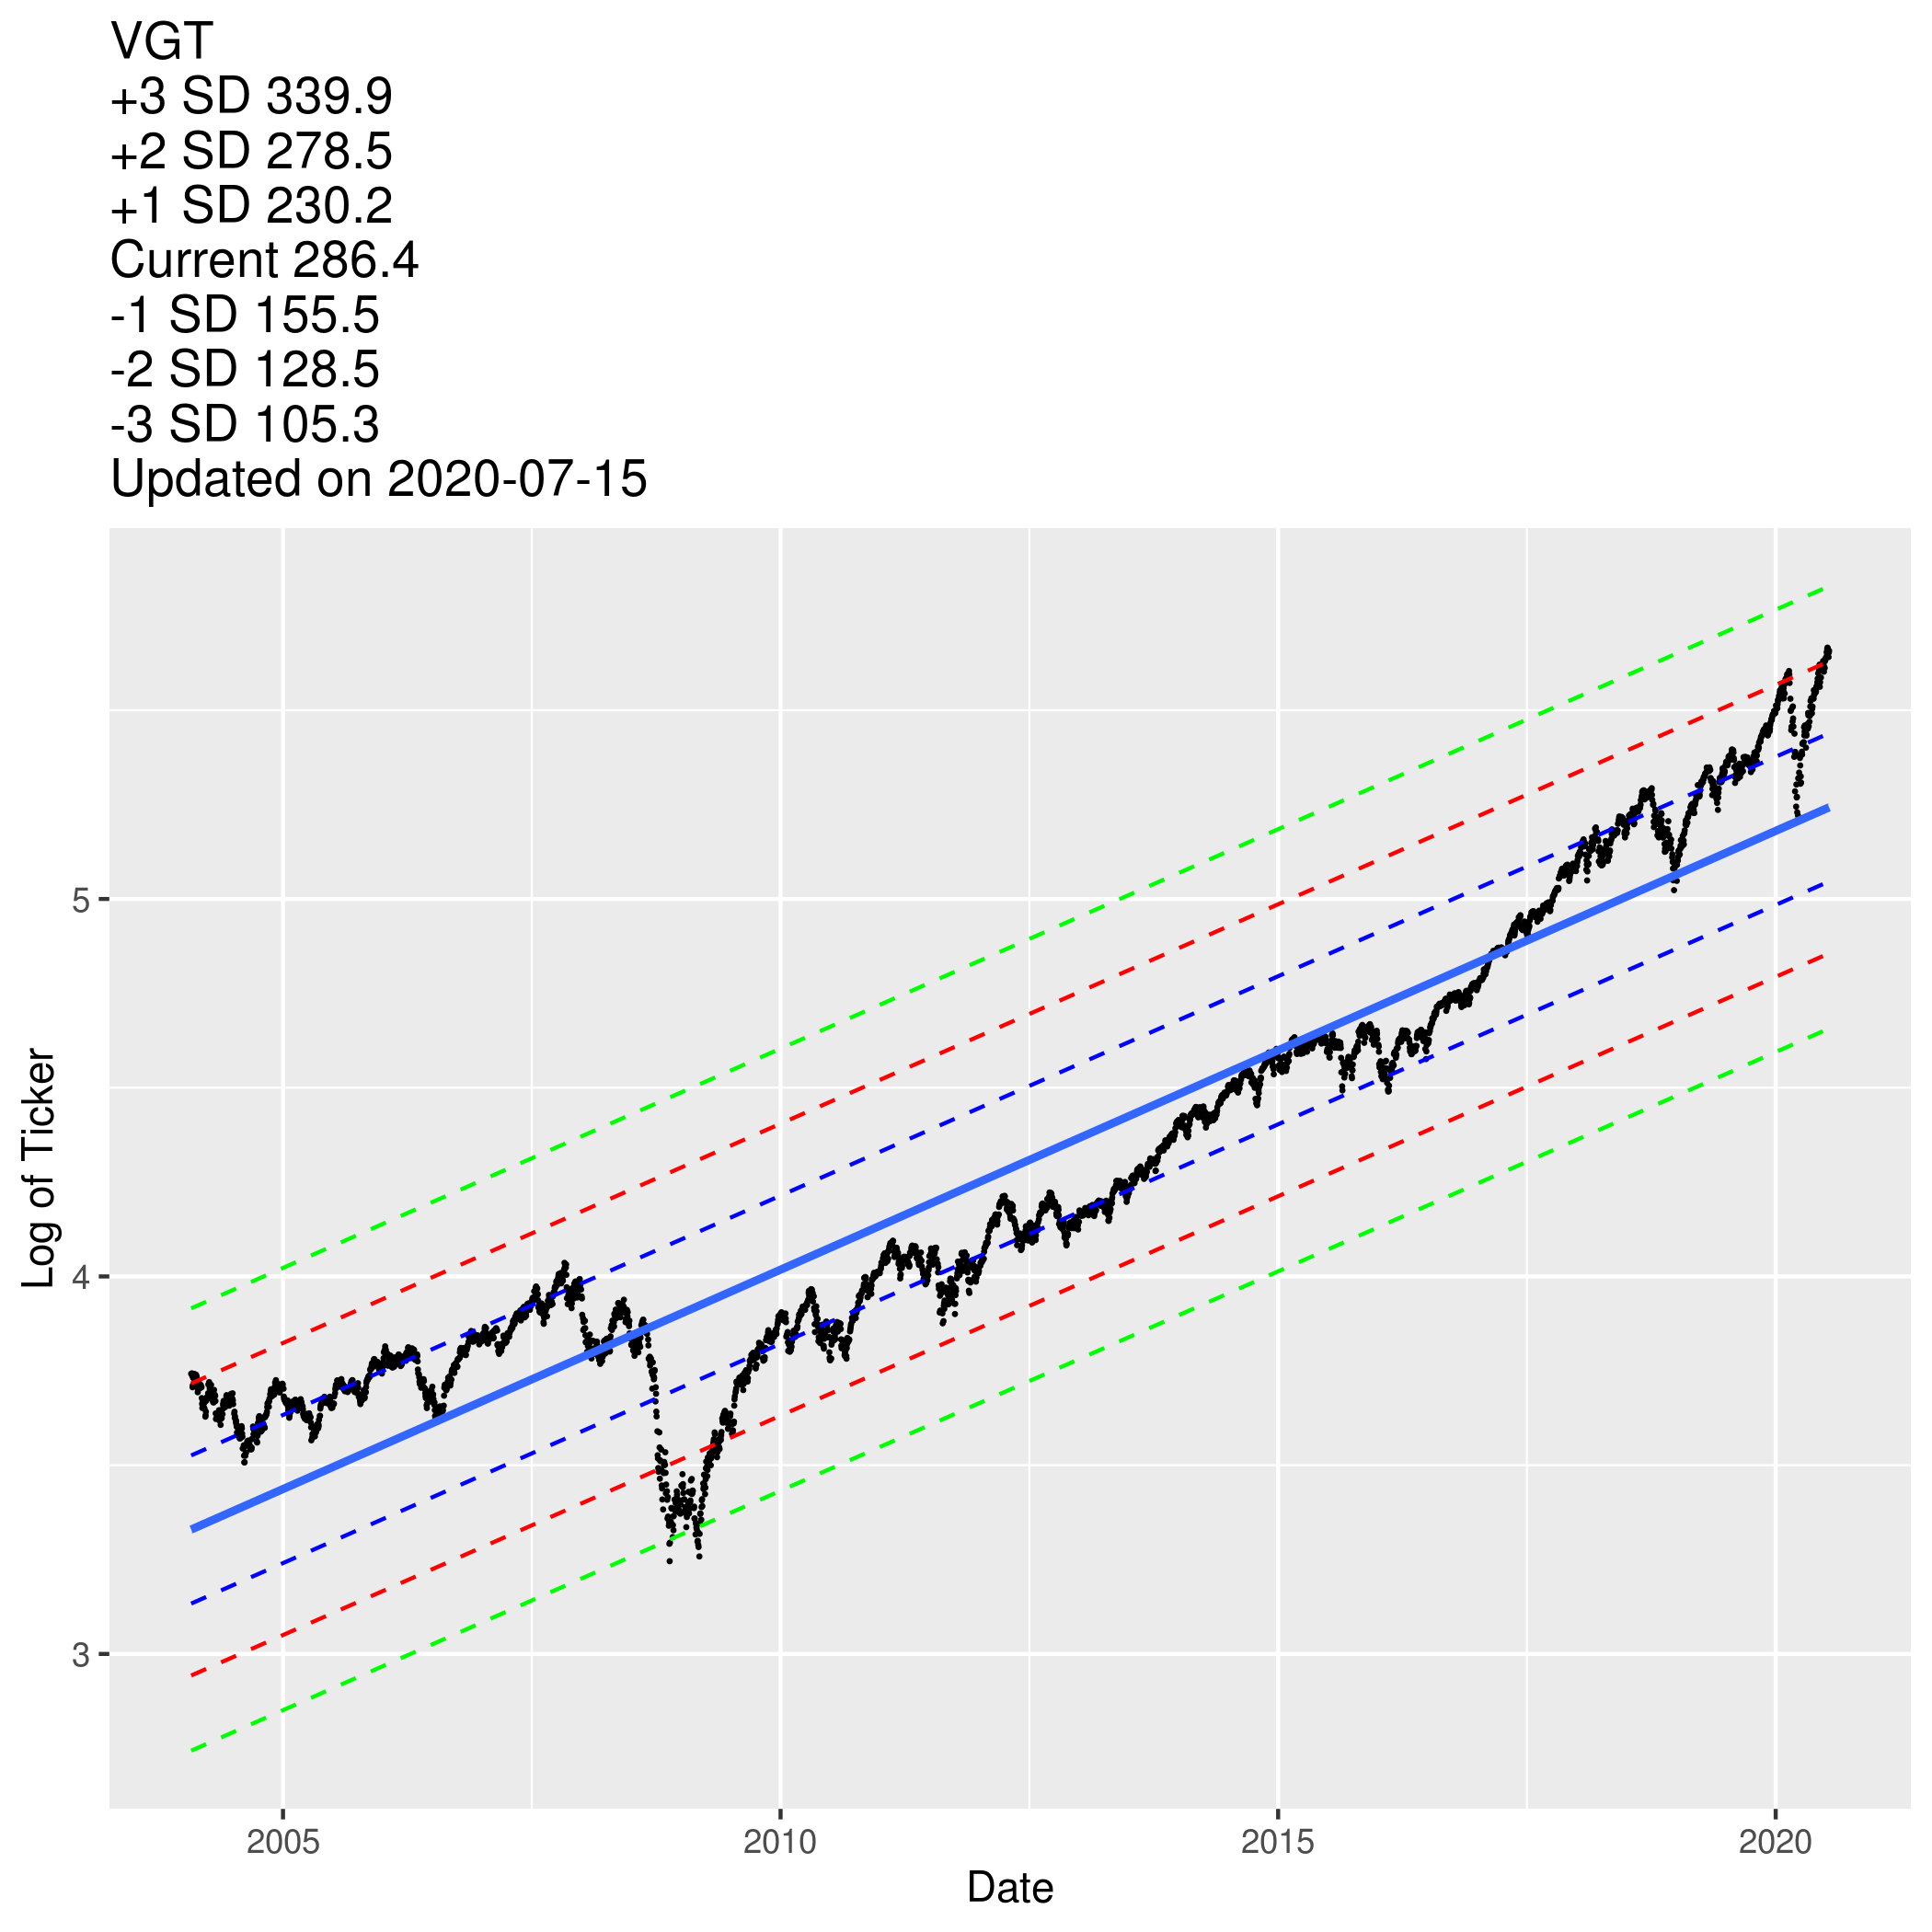 VGT
+3 SD 339.9
+2 SD 278.5
+1 SD 230.2
Current 286.4
-1 SD 155.5
-2 SD 128.5
-3 SD 105.3
Updated on 2020-07-15
Log of Ticker
5
4
3
2005 2010 2015 2020
Date